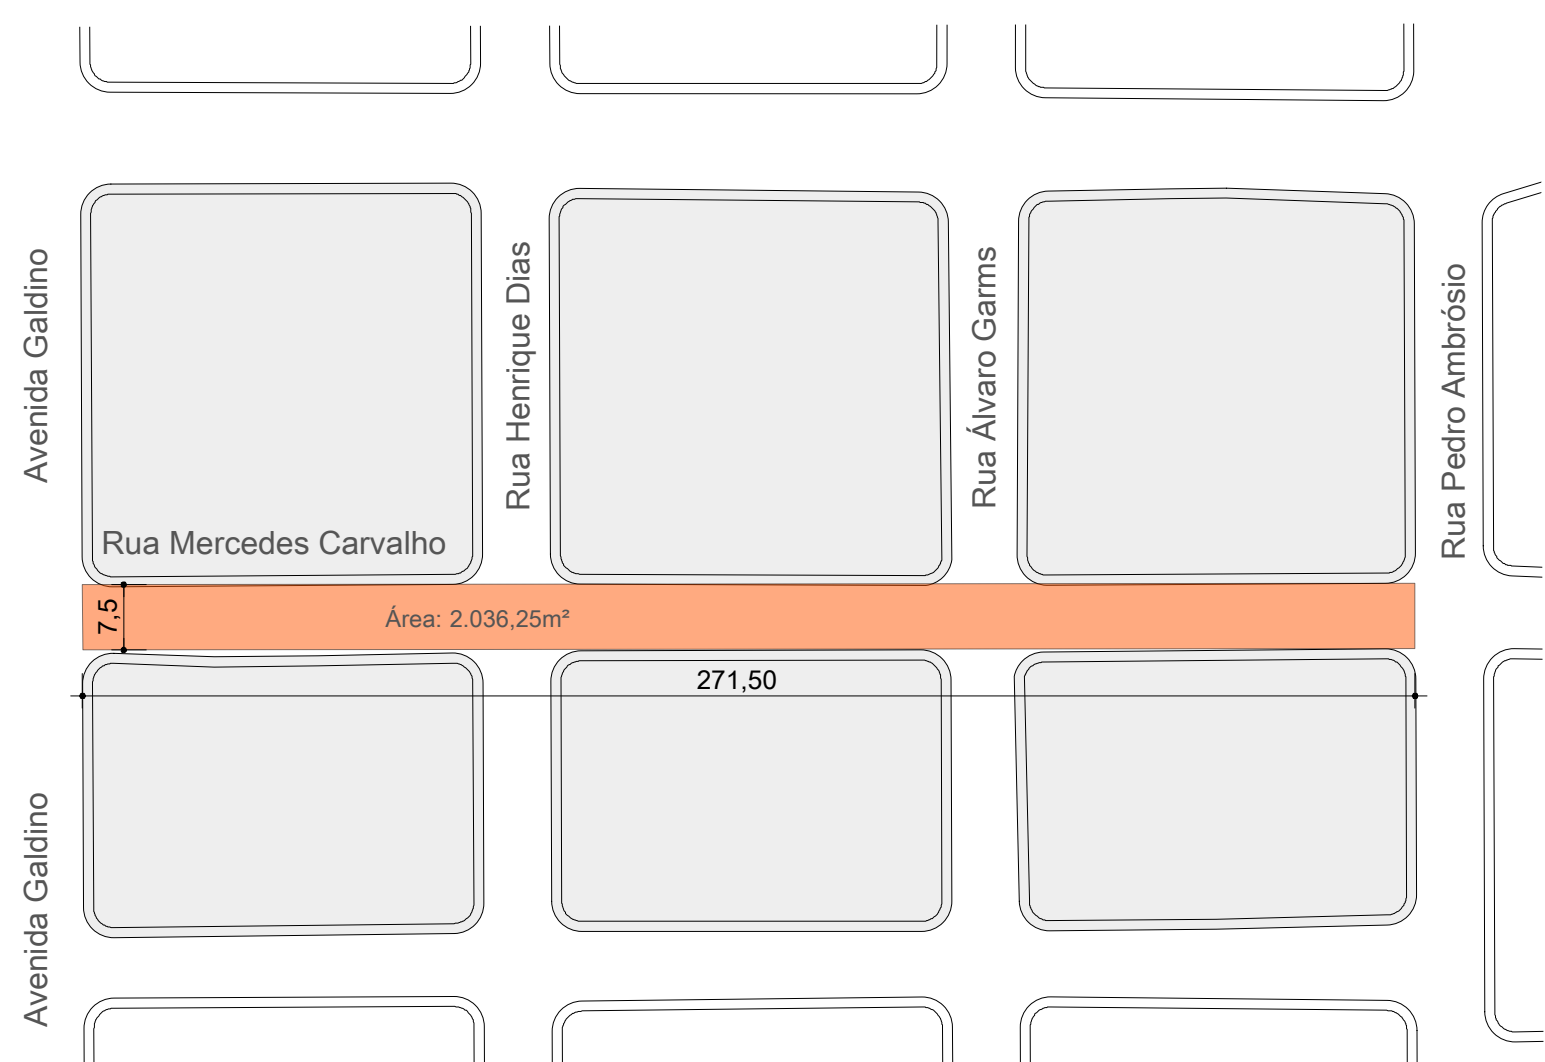 Avenida Galdino
Rua Henrique Dias
Rua Álvaro Garms
Rua Pedro Ambrósio
Rua Mercedes Carvalho
7,5
Área: 2.036,25m²
271,50
Avenida Galdino